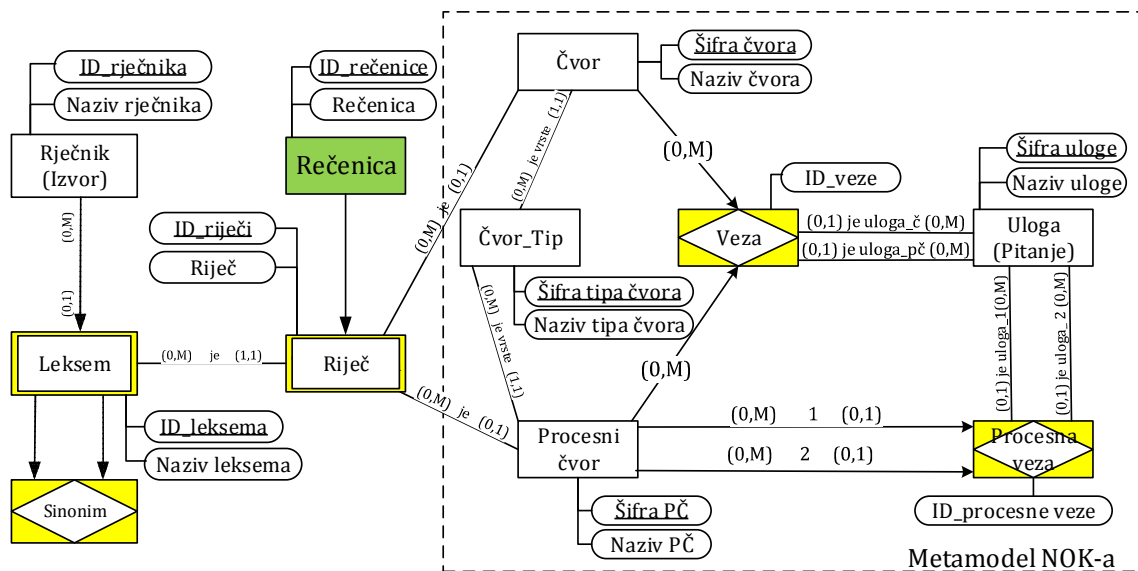 ID_rječnika
Naziv rječnika
Rječnik
(Izvor)
(0,M)
(0,1)
Leksem
ID_leksema
Naziv leksema
Sinonim
ID_rečenice
Rečenica
Rečenica
ID_riječi
Riječ
Riječ
(0,M) je (1,1)
(0,M) je (0,1)
(0,M) je (0,1)
Čvor
Šifra čvora
Naziv čvora
(0,M) je vrste (1,1)
Čvor_Tip
Šifra tipa čvora
Naziv tipa čvora
(0,M) je vrste (1,1)
(0,M)
(0,M)
ID_veze
Veza
(0,1) je uloga_č (0,M)
(0,1) je uloga_pč (0,M)
Šifra uloge
Naziv uloge
Uloga
(Pitanje)
(0,1) je uloga_1(0,M)
(0,1) je uloga_ 2 (0,M)
Procesni
čvor
(0,M) 1 (0,1)
(0,M) 2 (0,1)
Procesna
veza
Šifra PČ
Naziv PČ
ID_procesne veze
Metamodel NOK-a